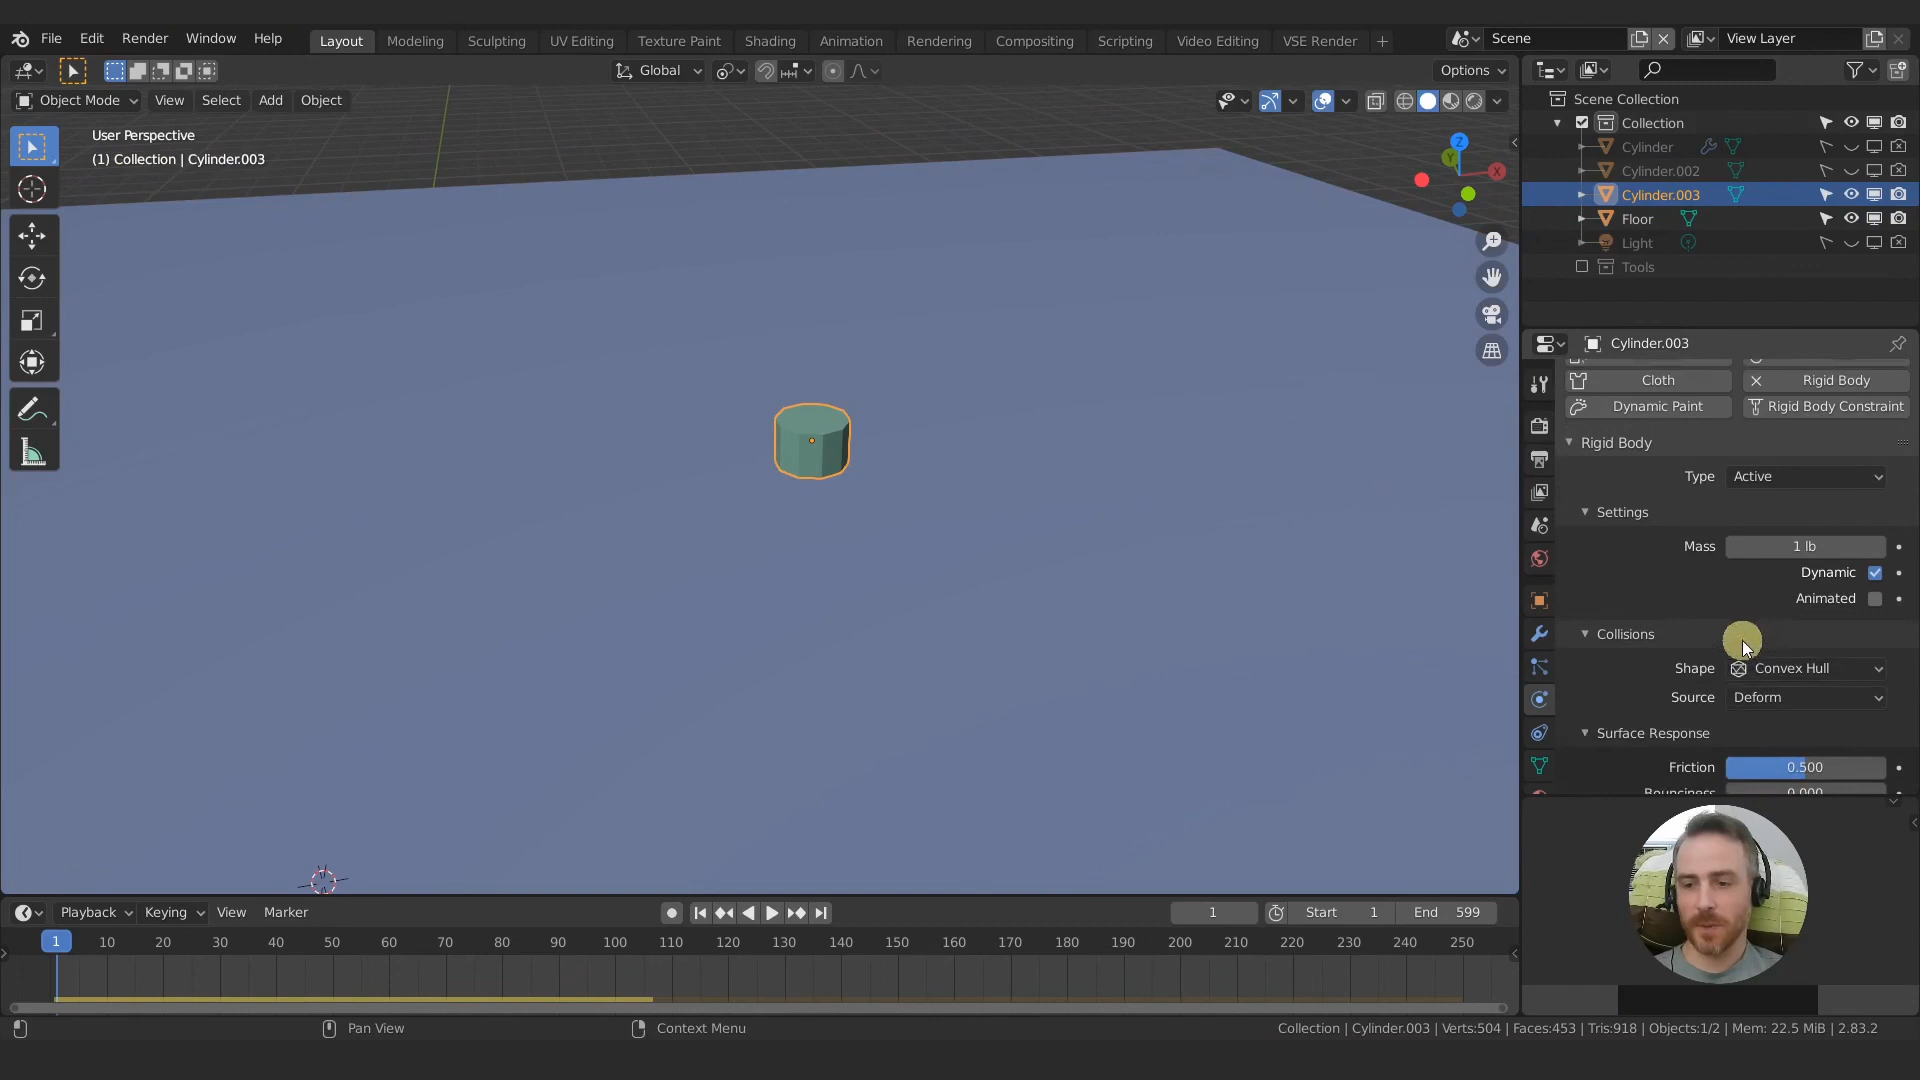 File Edit Render Window Help
Layout Modeling Sculpting UV Editing Texture Paint Shading Animation Rendering Compositing Scripting Video Editing VSE Render +
Scene
View Layer
Global
Options
Object Mode View Select Add Object
User Perspective
(1) Collection | Cylinder.003
Z
Y
X
Scene Collection
Collection
Cylinder
Cylinder.002
Cylinder.003
Floor
Light
Tools
Cylinder.003
Cloth
Rigid Body
Dynamic Paint
Rigid Body Constraint
Rigid Body
Type Active
Settings
Mass 1 lb
Dynamic
Animated
Collisions
Shape Convex Hull
Source Deform
Surface Response
Friction 0.500
Bounciness 0.000
Playback Keying View Marker
1
Start 1
End 599
1 10 20 30 40 50 60 70 80 90 100 110 120 130 140 150 160 170 180 190 200 210 220 230 240 250
Pan View
Context Menu
Collection | Cylinder.003 | Verts:504 | Faces:453 | Tris:918 | Objects:1/2 | Mem: 22.5 MiB | 2.83.2